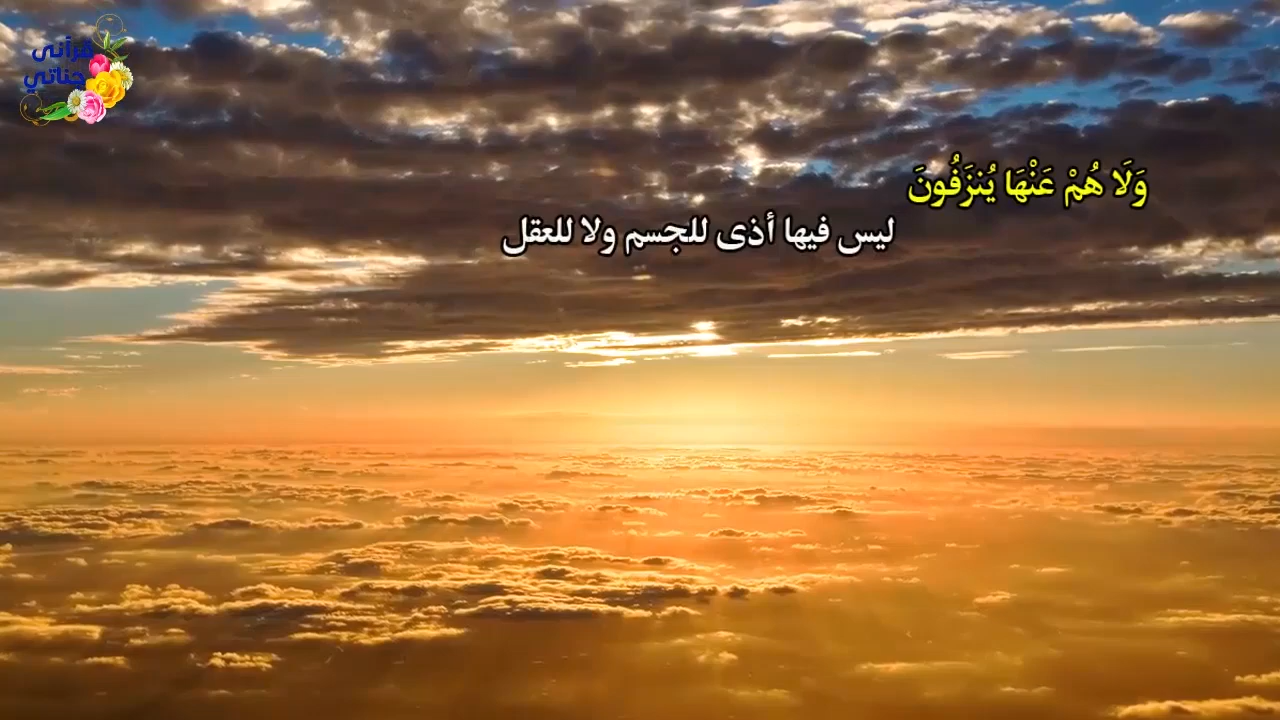 قرآني
جناتي
وَلَا هُمْ عَنْهَا يُنزَفُونَ
ليس فيها أذى للجسم ولا للعقل